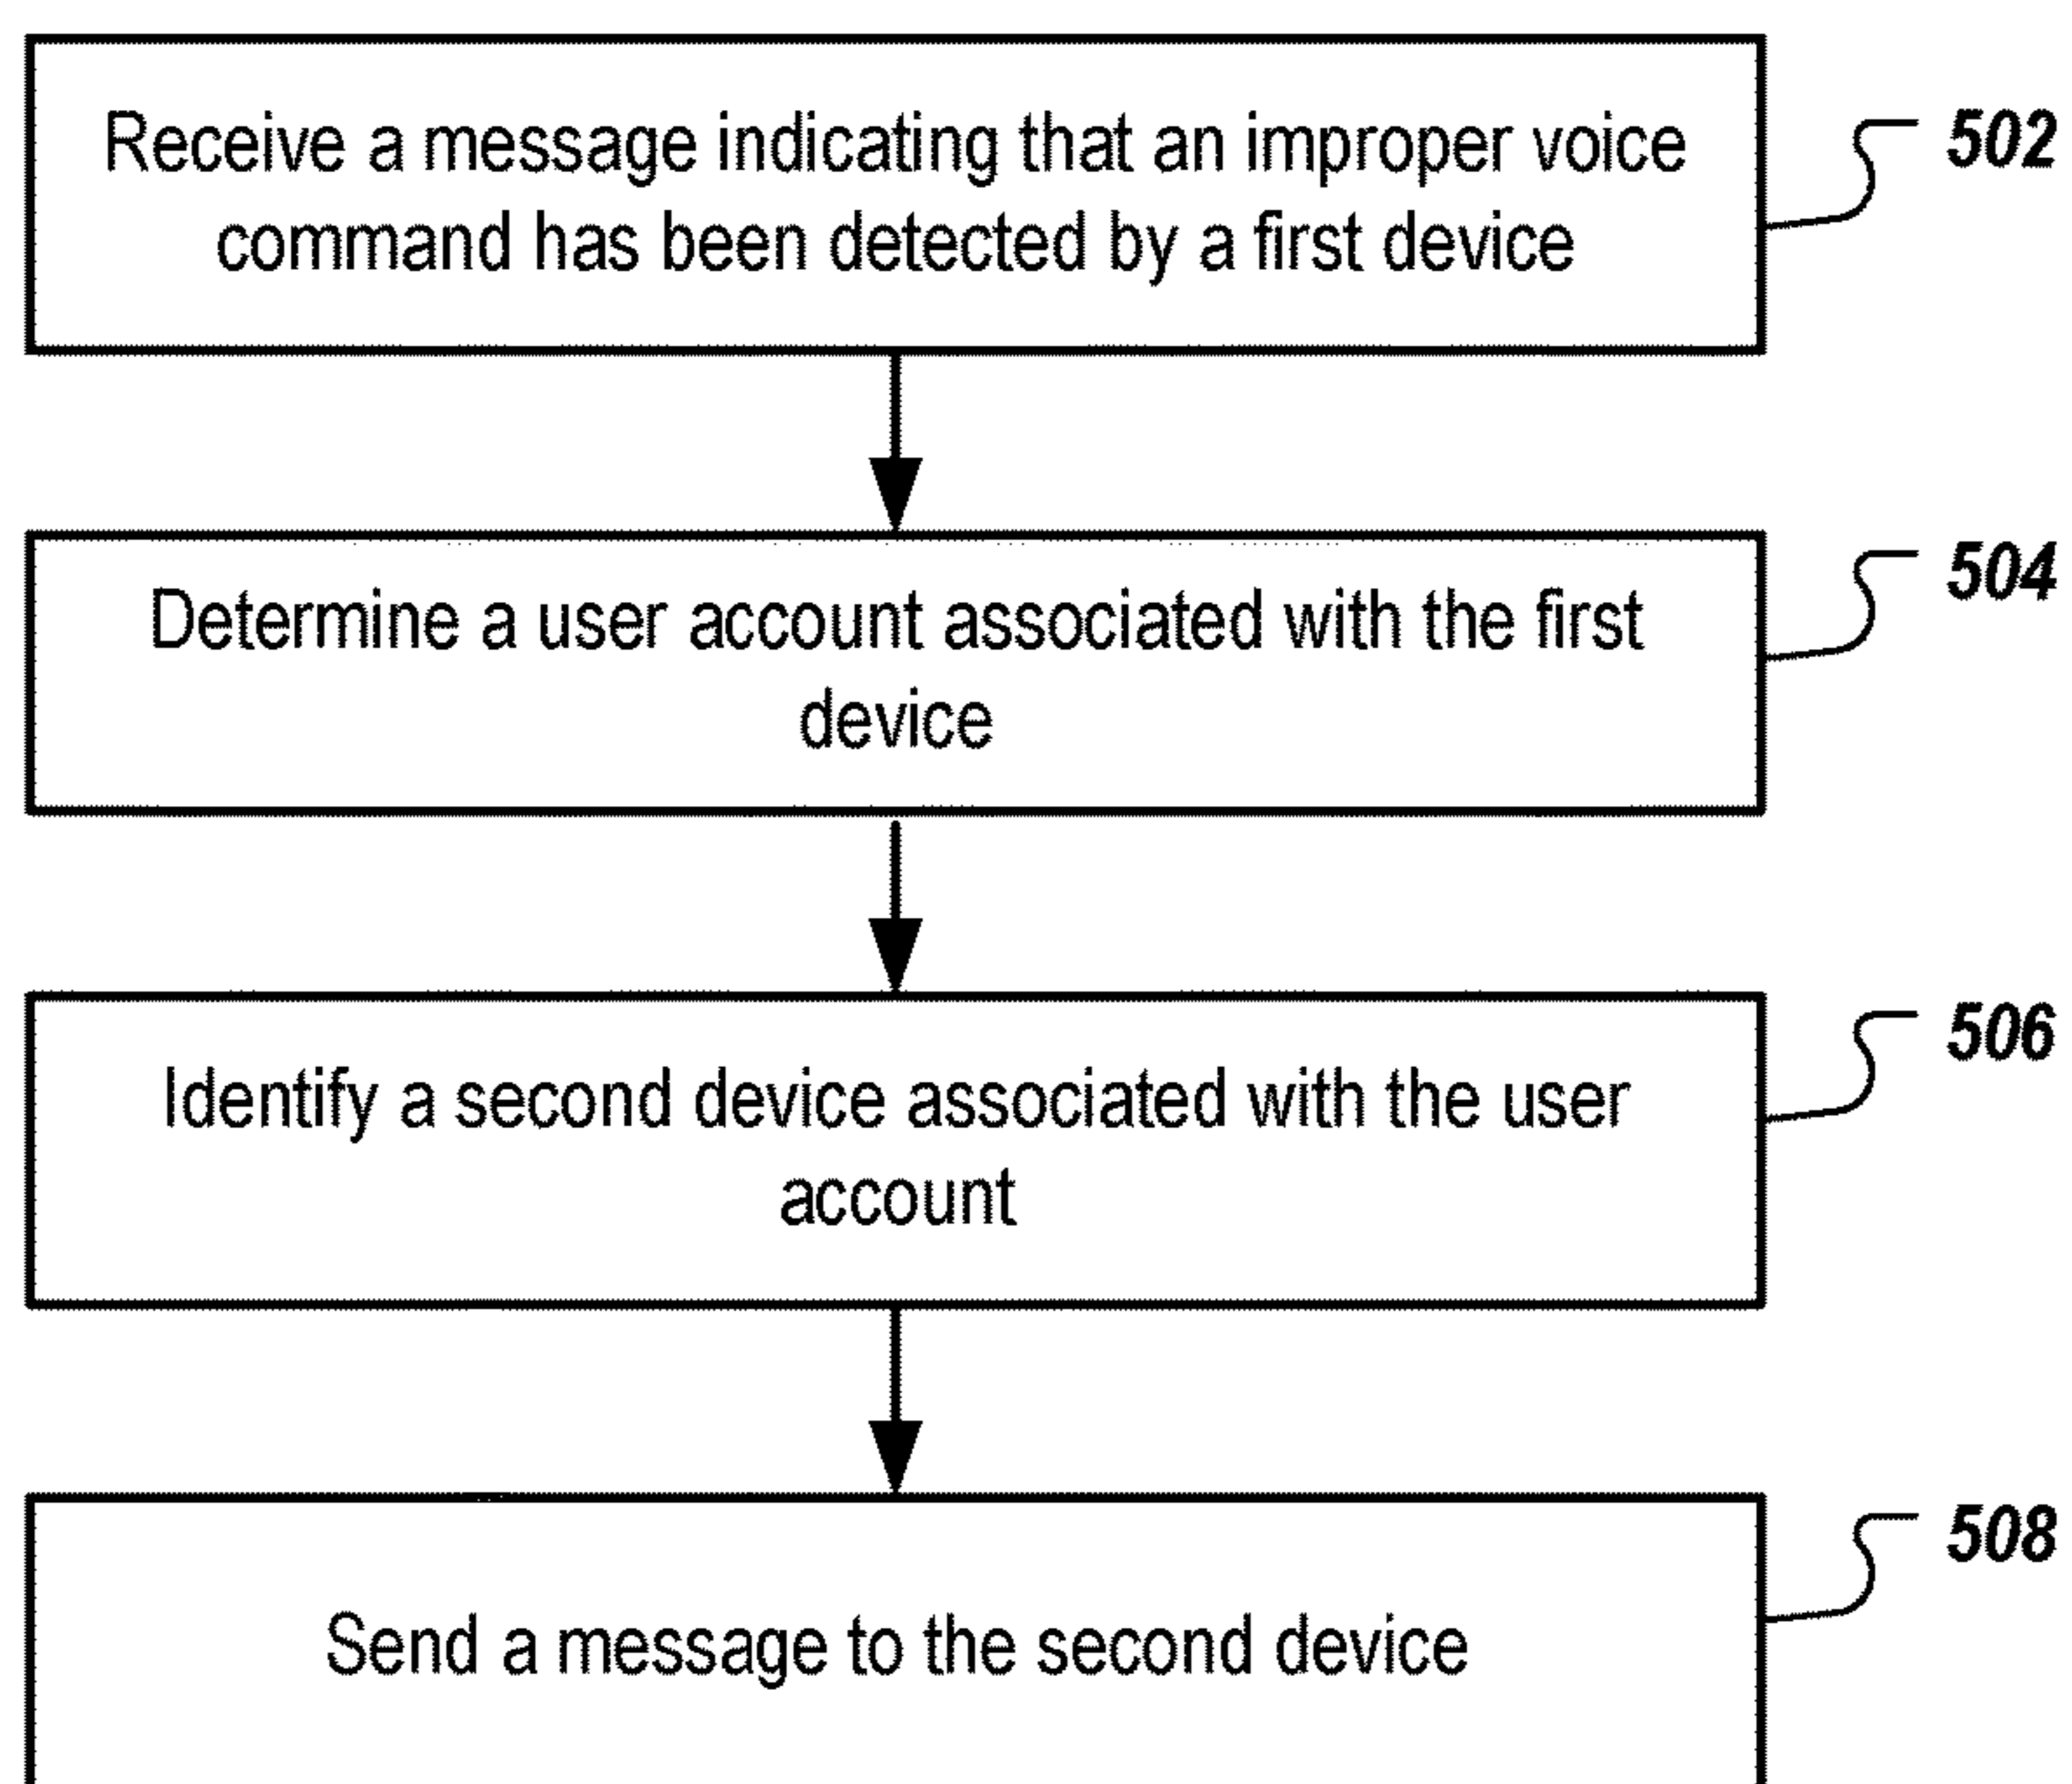 Receive a message indicating that an improper voice
command has been detected by a first device
502
Determine a user account associated with the first
device
504
Identify a second device associated with the user
account
506
Send a message to the second device
508